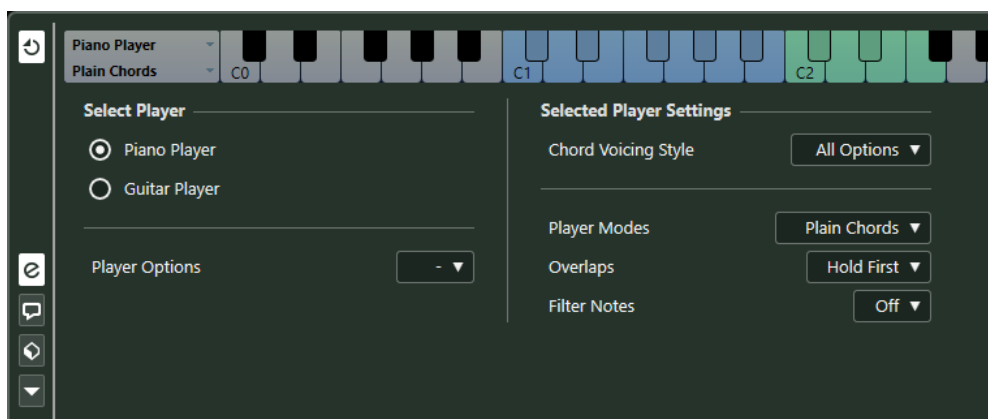 Piano Player
Plain Chords
C0
C1
C2
Select Player
Piano Player
Guitar Player
Player Options
-
Selected Player Settings
Chord Voicing Style
All Options
Player Modes
Plain Chords
Overlaps
Hold First
Filter Notes
Off